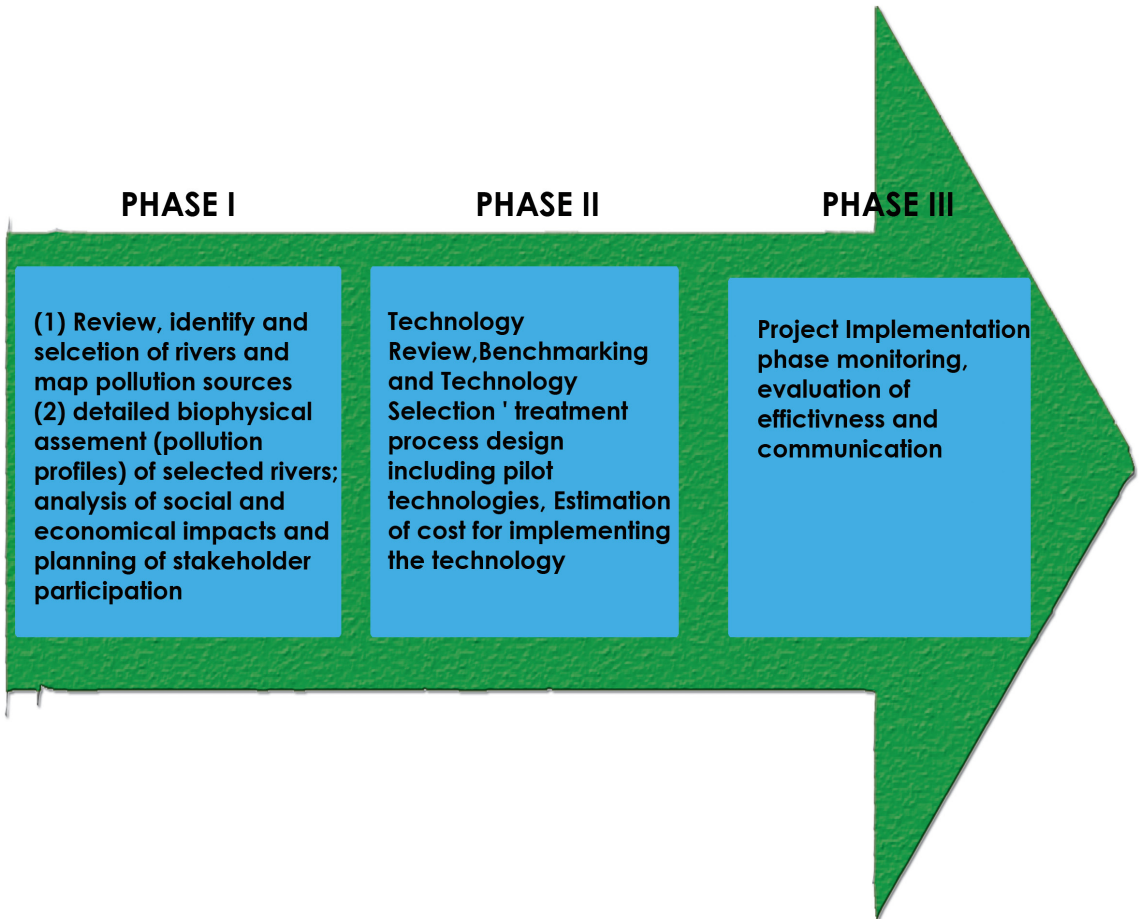 PHASE I
PHASE II
PHASE III
(1) Review, identify and
selcetion of rivers and
map pollution sources
(2) detailed biophysical
assement (pollution
profiles) of selected rivers;
analysis of social and
economical impacts and
planning of stakeholder
participation
Technology
Review,Benchmarking
and Technology
Selection ' treatment
process design
including pilot
technologies, Estimation
of cost for implementing
the technology
Project Implementation
phase monitoring,
evaluation of
effictivness and
communication